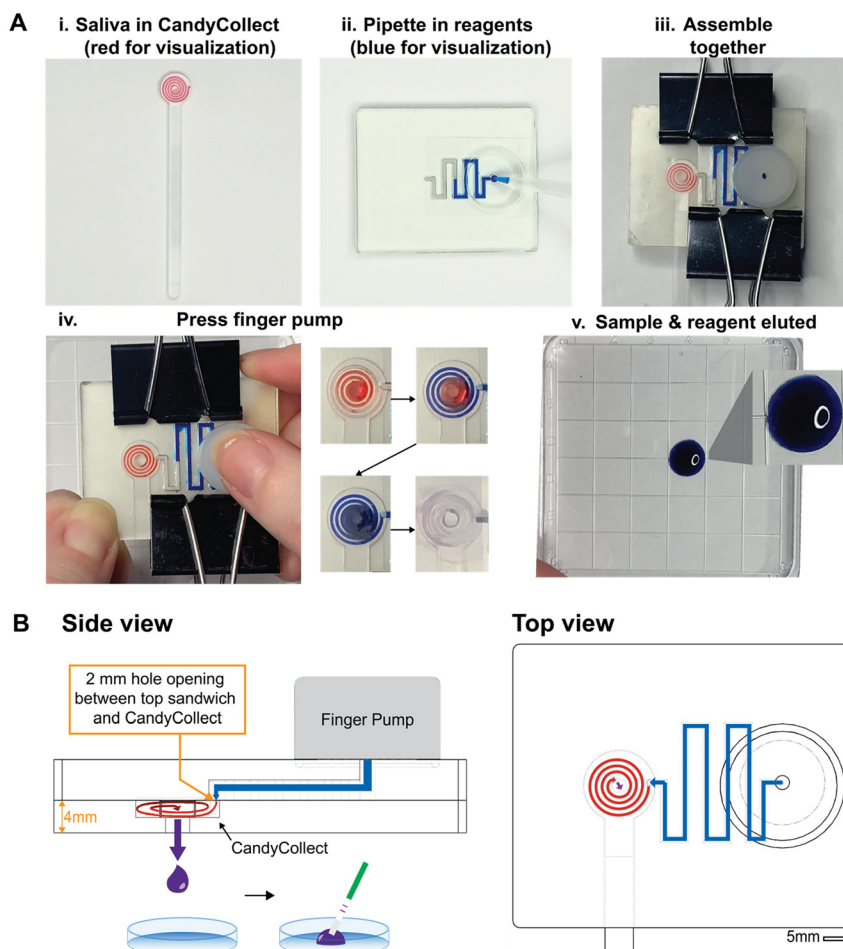 A
i. Saliva in CandyCollect
(red for visualization)
ii. Pipette in reagents
(blue for visualization)
iii. Assemble
together
iv. Press finger pump
v. Sample & reagent eluted
B Side view
2 mm hole opening
between top sandwich
and CandyCollect
Finger Pump
4mm
CandyCollect
Top view
5mm